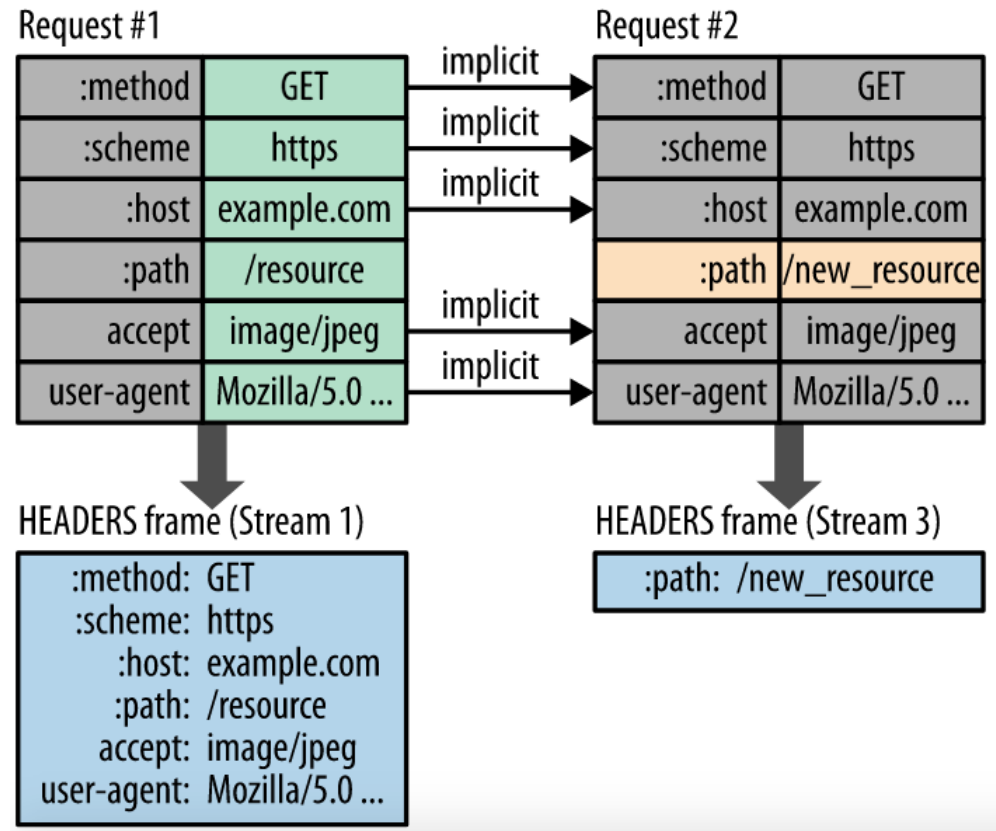 Request #1
:method GET
:scheme https
:host example.com
:path /resource
accept image/jpeg
user-agent Mozilla/5.0 ...
implicit
implicit
implicit
implicit
implicit
Request #2
:method GET
:scheme https
:host example.com
:path /new_resource
accept image/jpeg
user-agent Mozilla/5.0 ...
HEADERS frame (Stream 1)
:method: GET
:scheme: https
:host: example.com
:path: /resource
accept: image/jpeg
user-agent: Mozilla/5.0 ...
HEADERS frame (Stream 3)
:path: /new_resource